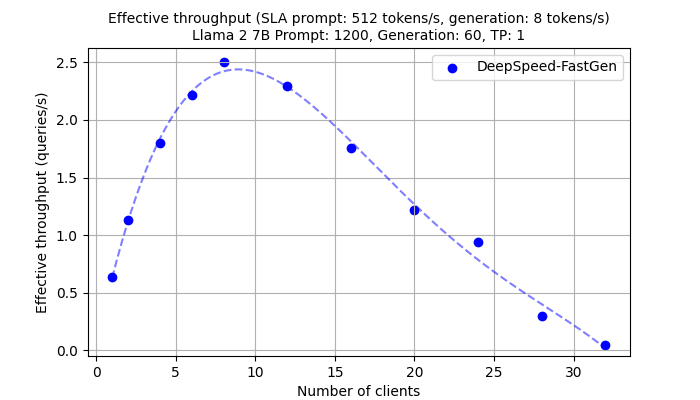 Effective throughput (SLA prompt: 512 tokens/s, generation: 8 tokens/s)
Llama 2 7B Prompt: 1200, Generation: 60, TP: 1
DeepSpeed-FastGen
Effective throughput (queries/s)
2.5
2.0
1.5
1.0
0.5
0.0
0 5 10 15 20 25 30
Number of clients